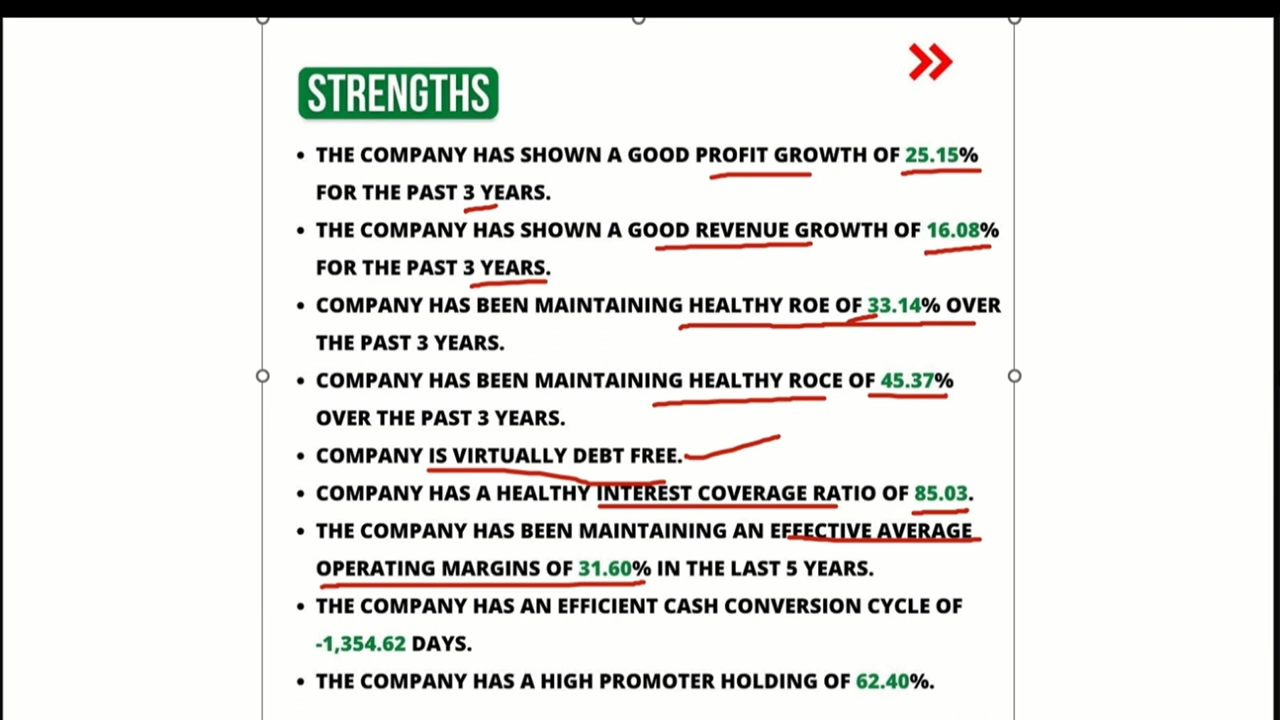 STRENGTHS
• THE COMPANY HAS SHOWN A GOOD PROFIT GROWTH OF 25.15%
FOR THE PAST 3 YEARS.
• THE COMPANY HAS SHOWN A GOOD REVENUE GROWTH OF 16.08%
FOR THE PAST 3 YEARS.
• COMPANY HAS BEEN MAINTAINING HEALTHY ROE OF 33.14% OVER
THE PAST 3 YEARS.
• COMPANY HAS BEEN MAINTAINING HEALTHY ROCE OF 45.37%
OVER THE PAST 3 YEARS.
• COMPANY IS VIRTUALLY DEBT FREE.
• COMPANY HAS A HEALTHY INTEREST COVERAGE RATIO OF 85.03.
• THE COMPANY HAS BEEN MAINTAINING AN EFFECTIVE AVERAGE
OPERATING MARGINS OF 31.60% IN THE LAST 5 YEARS.
• THE COMPANY HAS AN EFFICIENT CASH CONVERSION CYCLE OF
-1,354.62 DAYS.
• THE COMPANY HAS A HIGH PROMOTER HOLDING OF 62.40%.